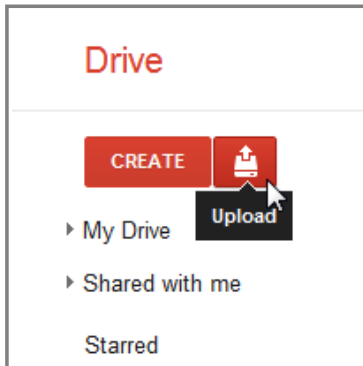 Drive
CREATE
Upload
My Drive
Shared with me
Starred